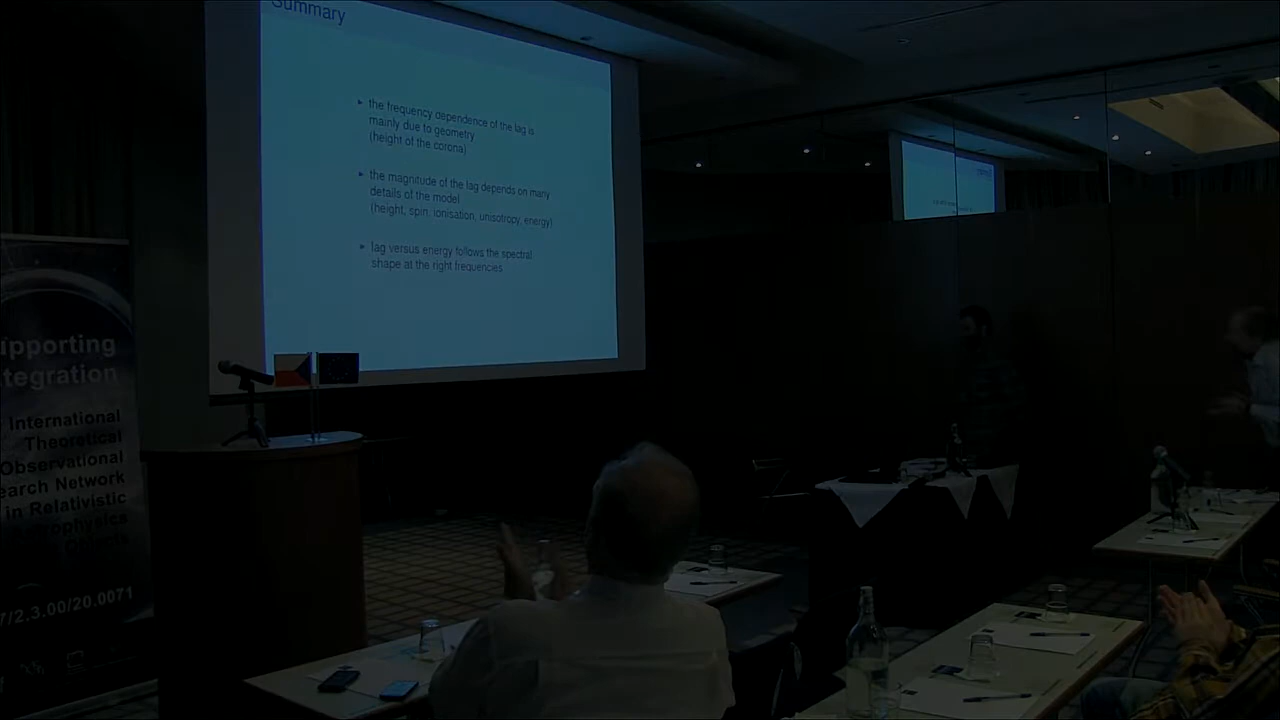 Summary
the frequency dependence of the lag is
mainly due to geometry
(height of the corona)
the magnitude of the lag depends on many
details of the model
(height, spin, ionisation, unisotropy, energy)
lag versus energy follows the spectral
shape at the right frequencies
upporting
tegration
International
Theoretical
Observational
earch Network
in Relativistic
7/2.3.00/20.0071